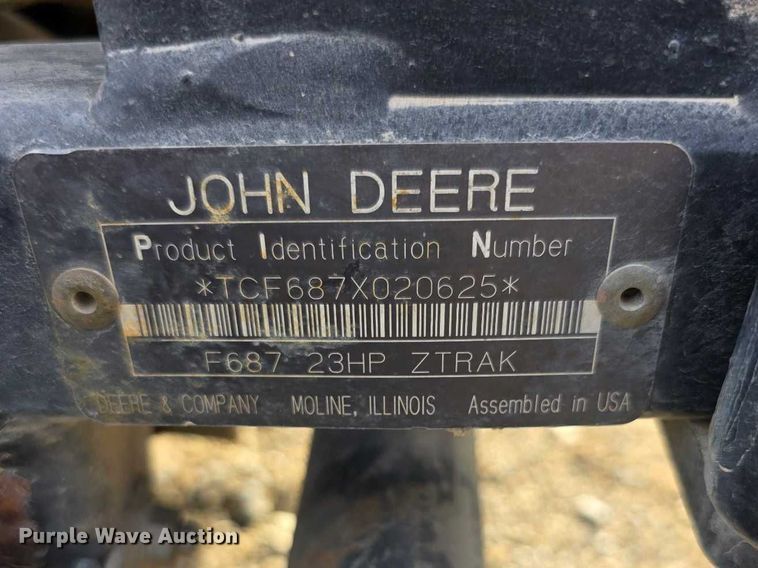 JOHN DEERE
Product Identification Number
*TCF687X020625*
F687 23HP ZTRAK
DEERE & COMPANY MOLINE, ILLINOIS Assembled in USA
Purple Wave Auction